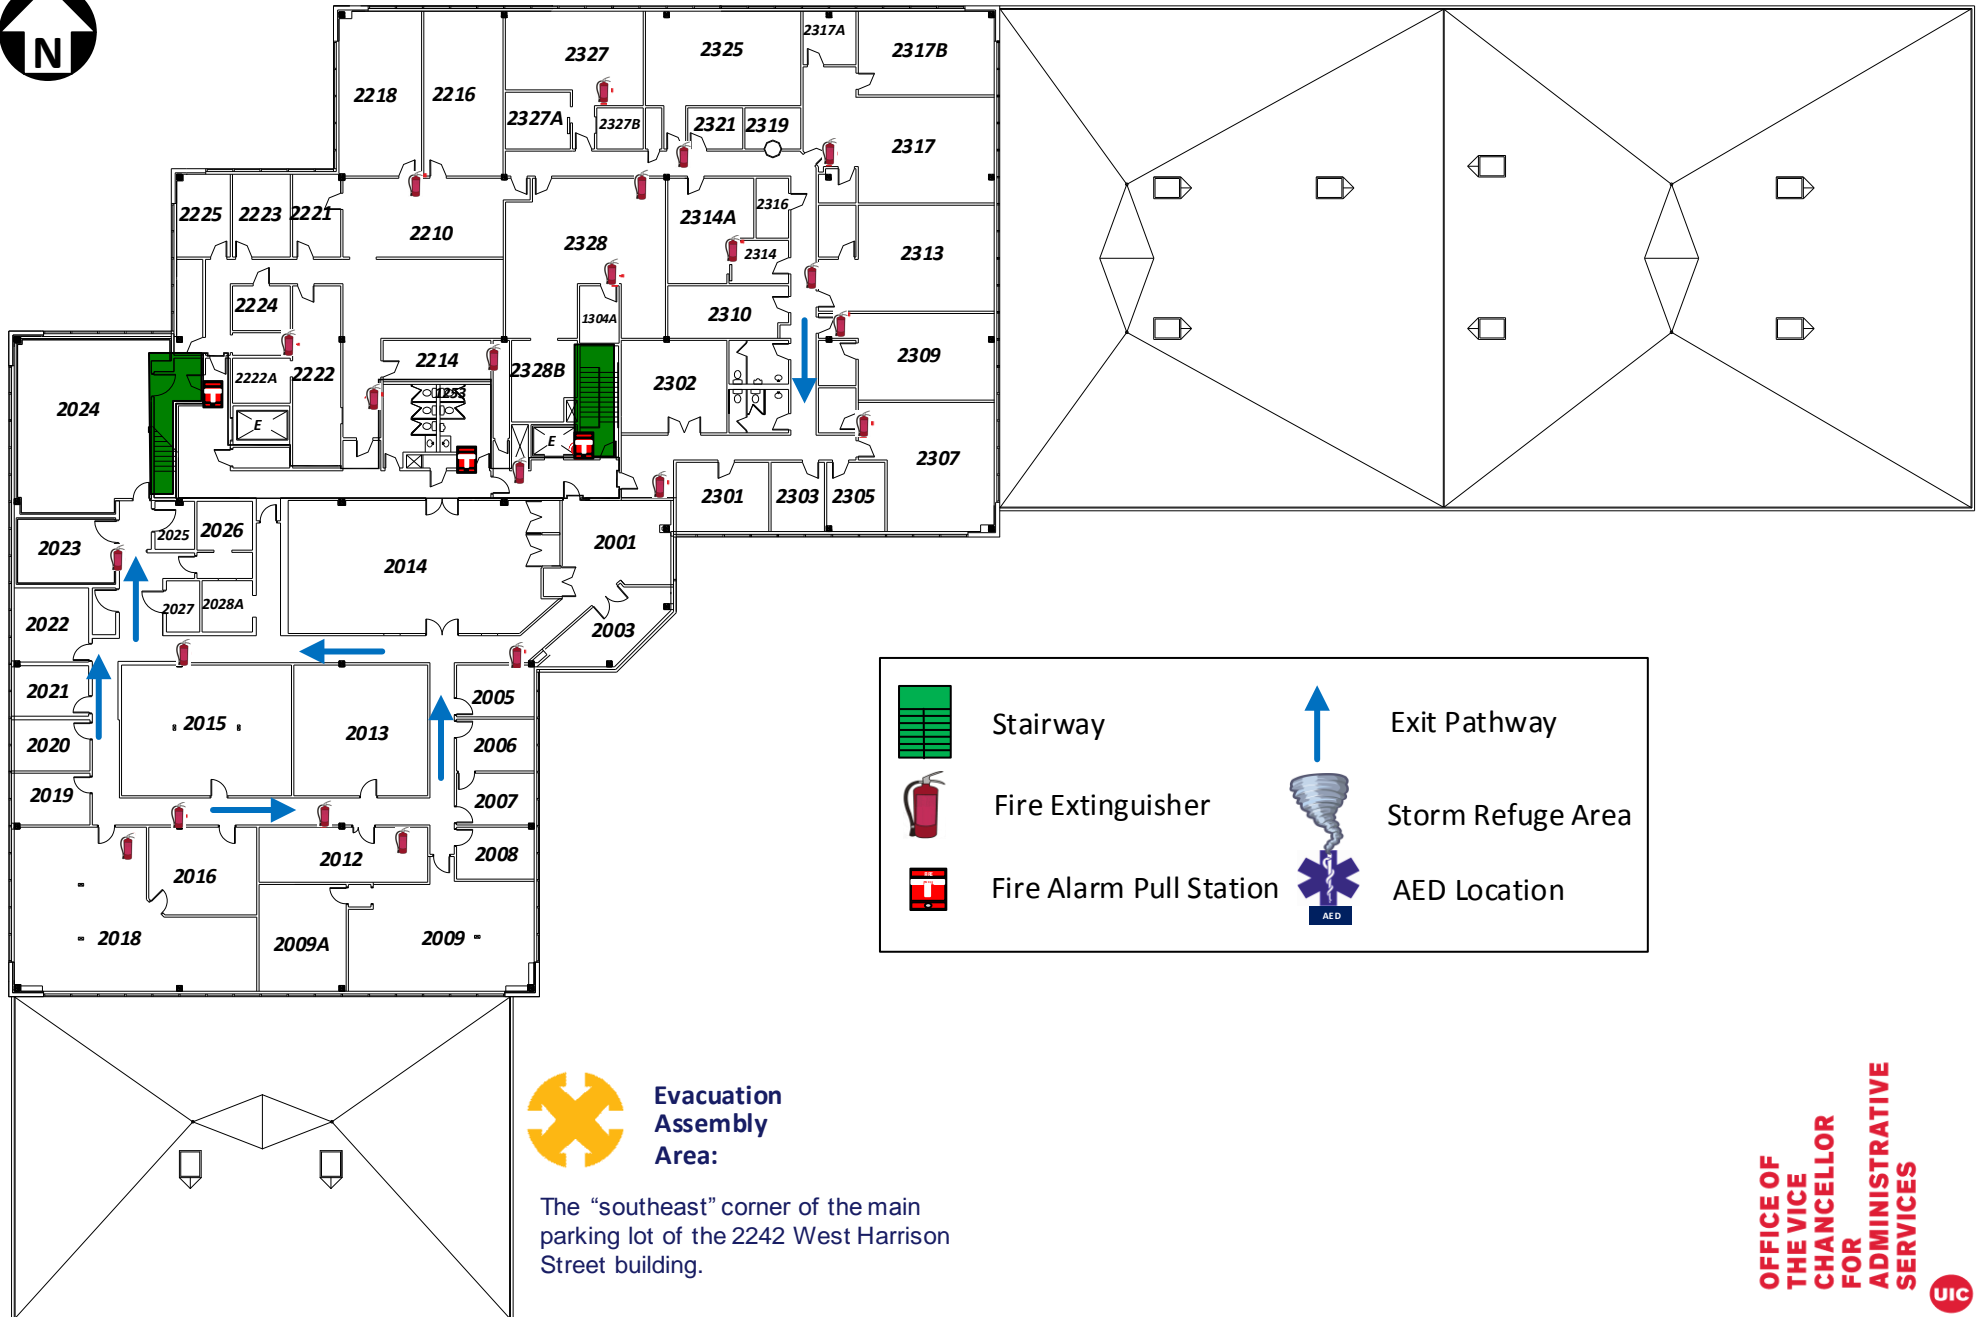 N
2317A
2327
2325
2317B
2218
2216
2327A
2327B
2321
2319
2317
2225
2223
2221
2314A
2316
2210
2328
2314
2313
2224
1304A
2310
2214
2328B
2222A
2222
2302
2309
2024
E
E
2307
2301
2303
2305
2025
2026
2023
2001
2014
2027
2028A
2022
2003
2021
2005
2015
2013
2020
2006
2019
2007
2012
2008
2016
2018
2009A
2009
Stairway
Exit Pathway
Fire Extinguisher
Storm Refuge Area
Fire Alarm Pull Station
AED Location
AED
Evacuation
Assembly
Area:
The “southeast” corner of the main
parking lot of the 2242 West Harrison
Street building.
OFFICE OF
THE VICE
CHANCELLOR
FOR
ADMINISTRATIVE
SERVICES
UIC